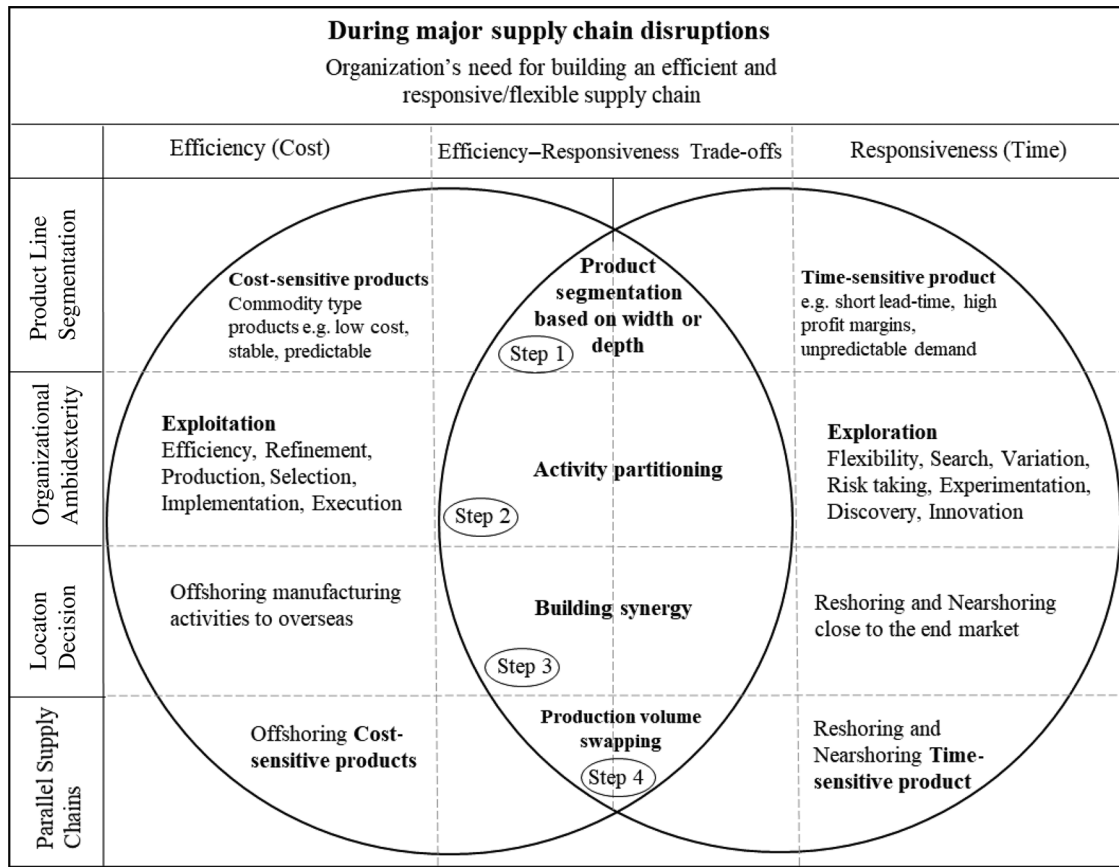 During major supply chain disruptions
Organization's need for building an efficient and
responsive/flexible supply chain
Efficiency (Cost)
Efficiency–Responsiveness Trade-offs
Responsiveness (Time)
Product Line
Segmentation
Cost-sensitive products
Commodity type
products e.g. low cost,
stable, predictable
Product
segmentation
based on width or
depth
Step 1
Time-sensitive product
e.g. short lead-time, high
profit margins,
unpredictable demand
Organizational
Ambidexterity
Exploitation
Efficiency, Refinement,
Production, Selection,
Implementation, Execution
Activity partitioning
Step 2
Exploration
Flexibility, Search, Variation,
Risk taking, Experimentation,
Discovery, Innovation
Locaton
Decision
Offshoring manufacturing
activities to overseas
Building synergy
Step 3
Reshoring and Nearshoring
close to the end market
Parallel Supply
Chains
Offshoring Cost-
sensitive products
Production volume
swapping
Step 4
Reshoring and
Nearshoring Time-
sensitive product